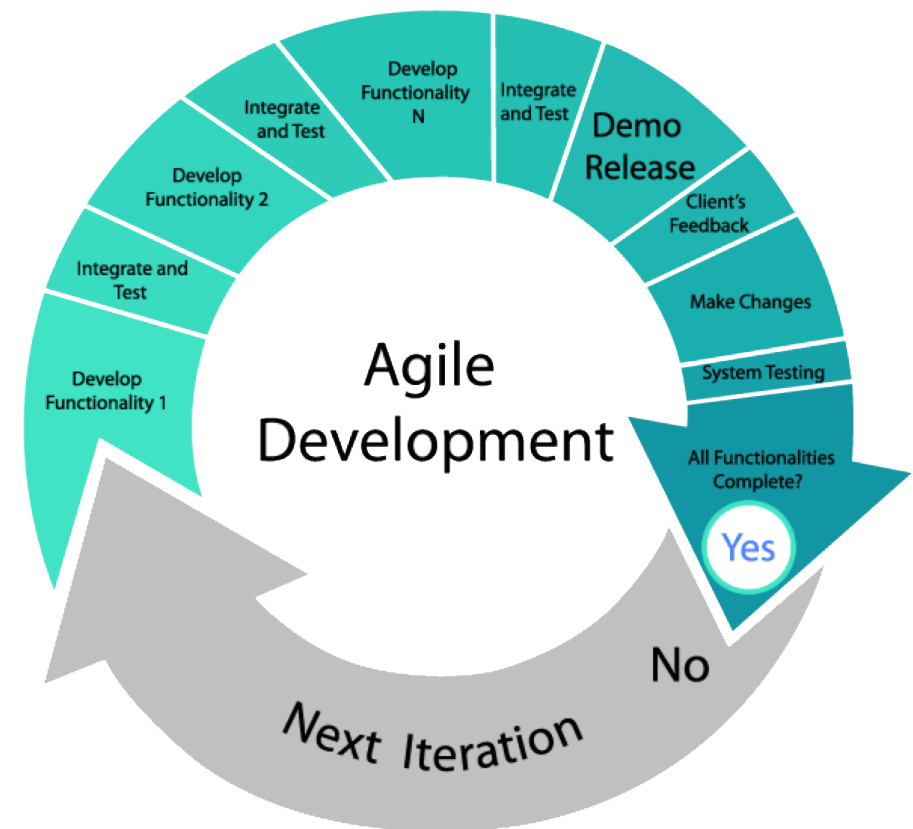 Develop
Functionality 1
Integrate and
Test
Develop
Functionality 2
Integrate
and Test
Develop
Functionality
N
Integrate
and Test
Demo
Release
Client's
Feedback
Make Changes
System Testing
All Functionalities
Complete?
Yes
No
Next Iteration
Agile
Development